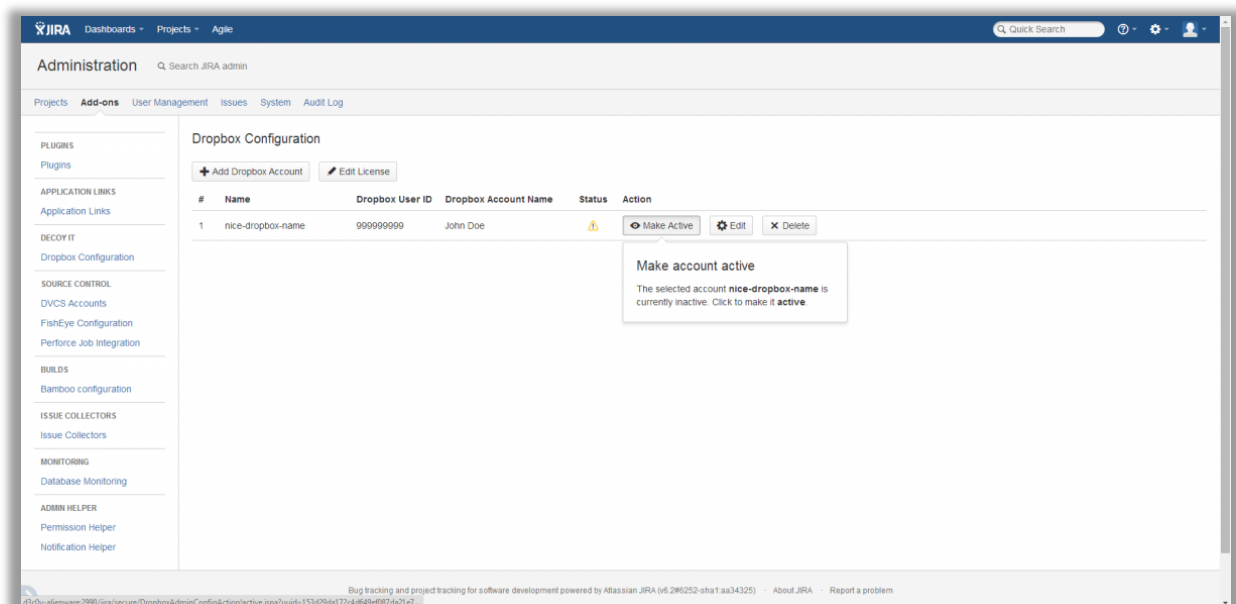 JIRA Dashboards Projects Agile Quick Search
Administration Search JIRA admin
Projects Add-ons User Management Issues System Audit Log
PLUGINS
Plugins
APPLICATION LINKS
Application Links
DECOY IT
Dropbox Configuration
SOURCE CONTROL
DVCS Accounts
FishEye Configuration
Perforce Job Integration
BUILDS
Bamboo configuration
ISSUE COLLECTORS
Issue Collectors
MONITORING
Database Monitoring
ADMIN HELPER
Permission Helper
Notification Helper
Dropbox Configuration
Add Dropbox Account Edit License
# Name Dropbox User ID Dropbox Account Name Status Action
1 nice-dropbox-name 999999999 John Doe Make Active Edit Delete
Make account active
The selected account nice-dropbox-name is
currently inactive. Click to make it active.
Bug tracking and project tracking for software development powered by Atlassian JIRA (v6.2#6252-sha1:aa34325) · About JIRA · Report a problem